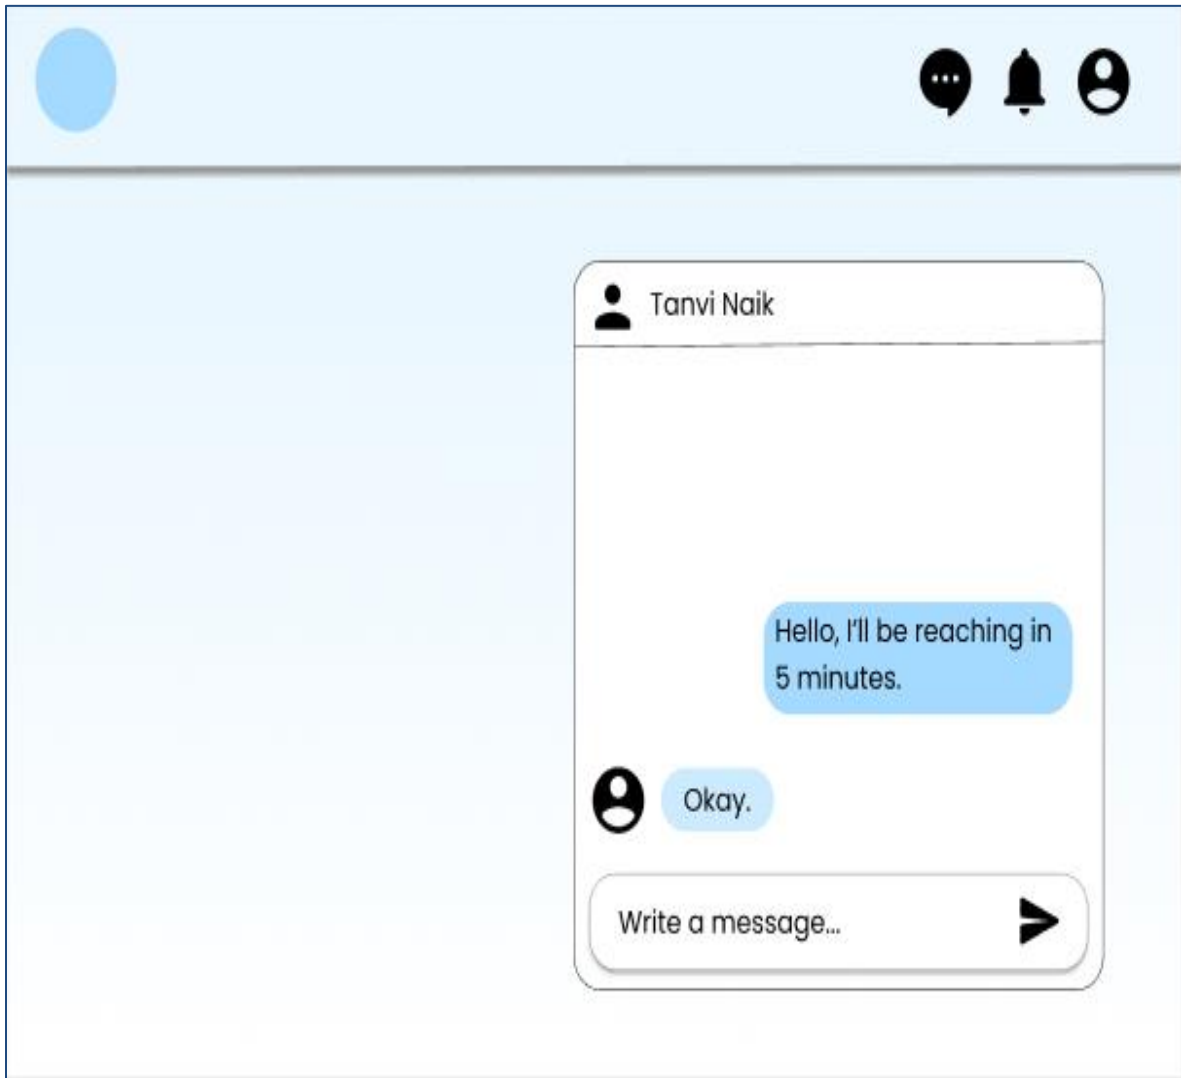 Tanvi Naik
Hello, I'll be reaching in
5 minutes.
Okay.
Write a message...